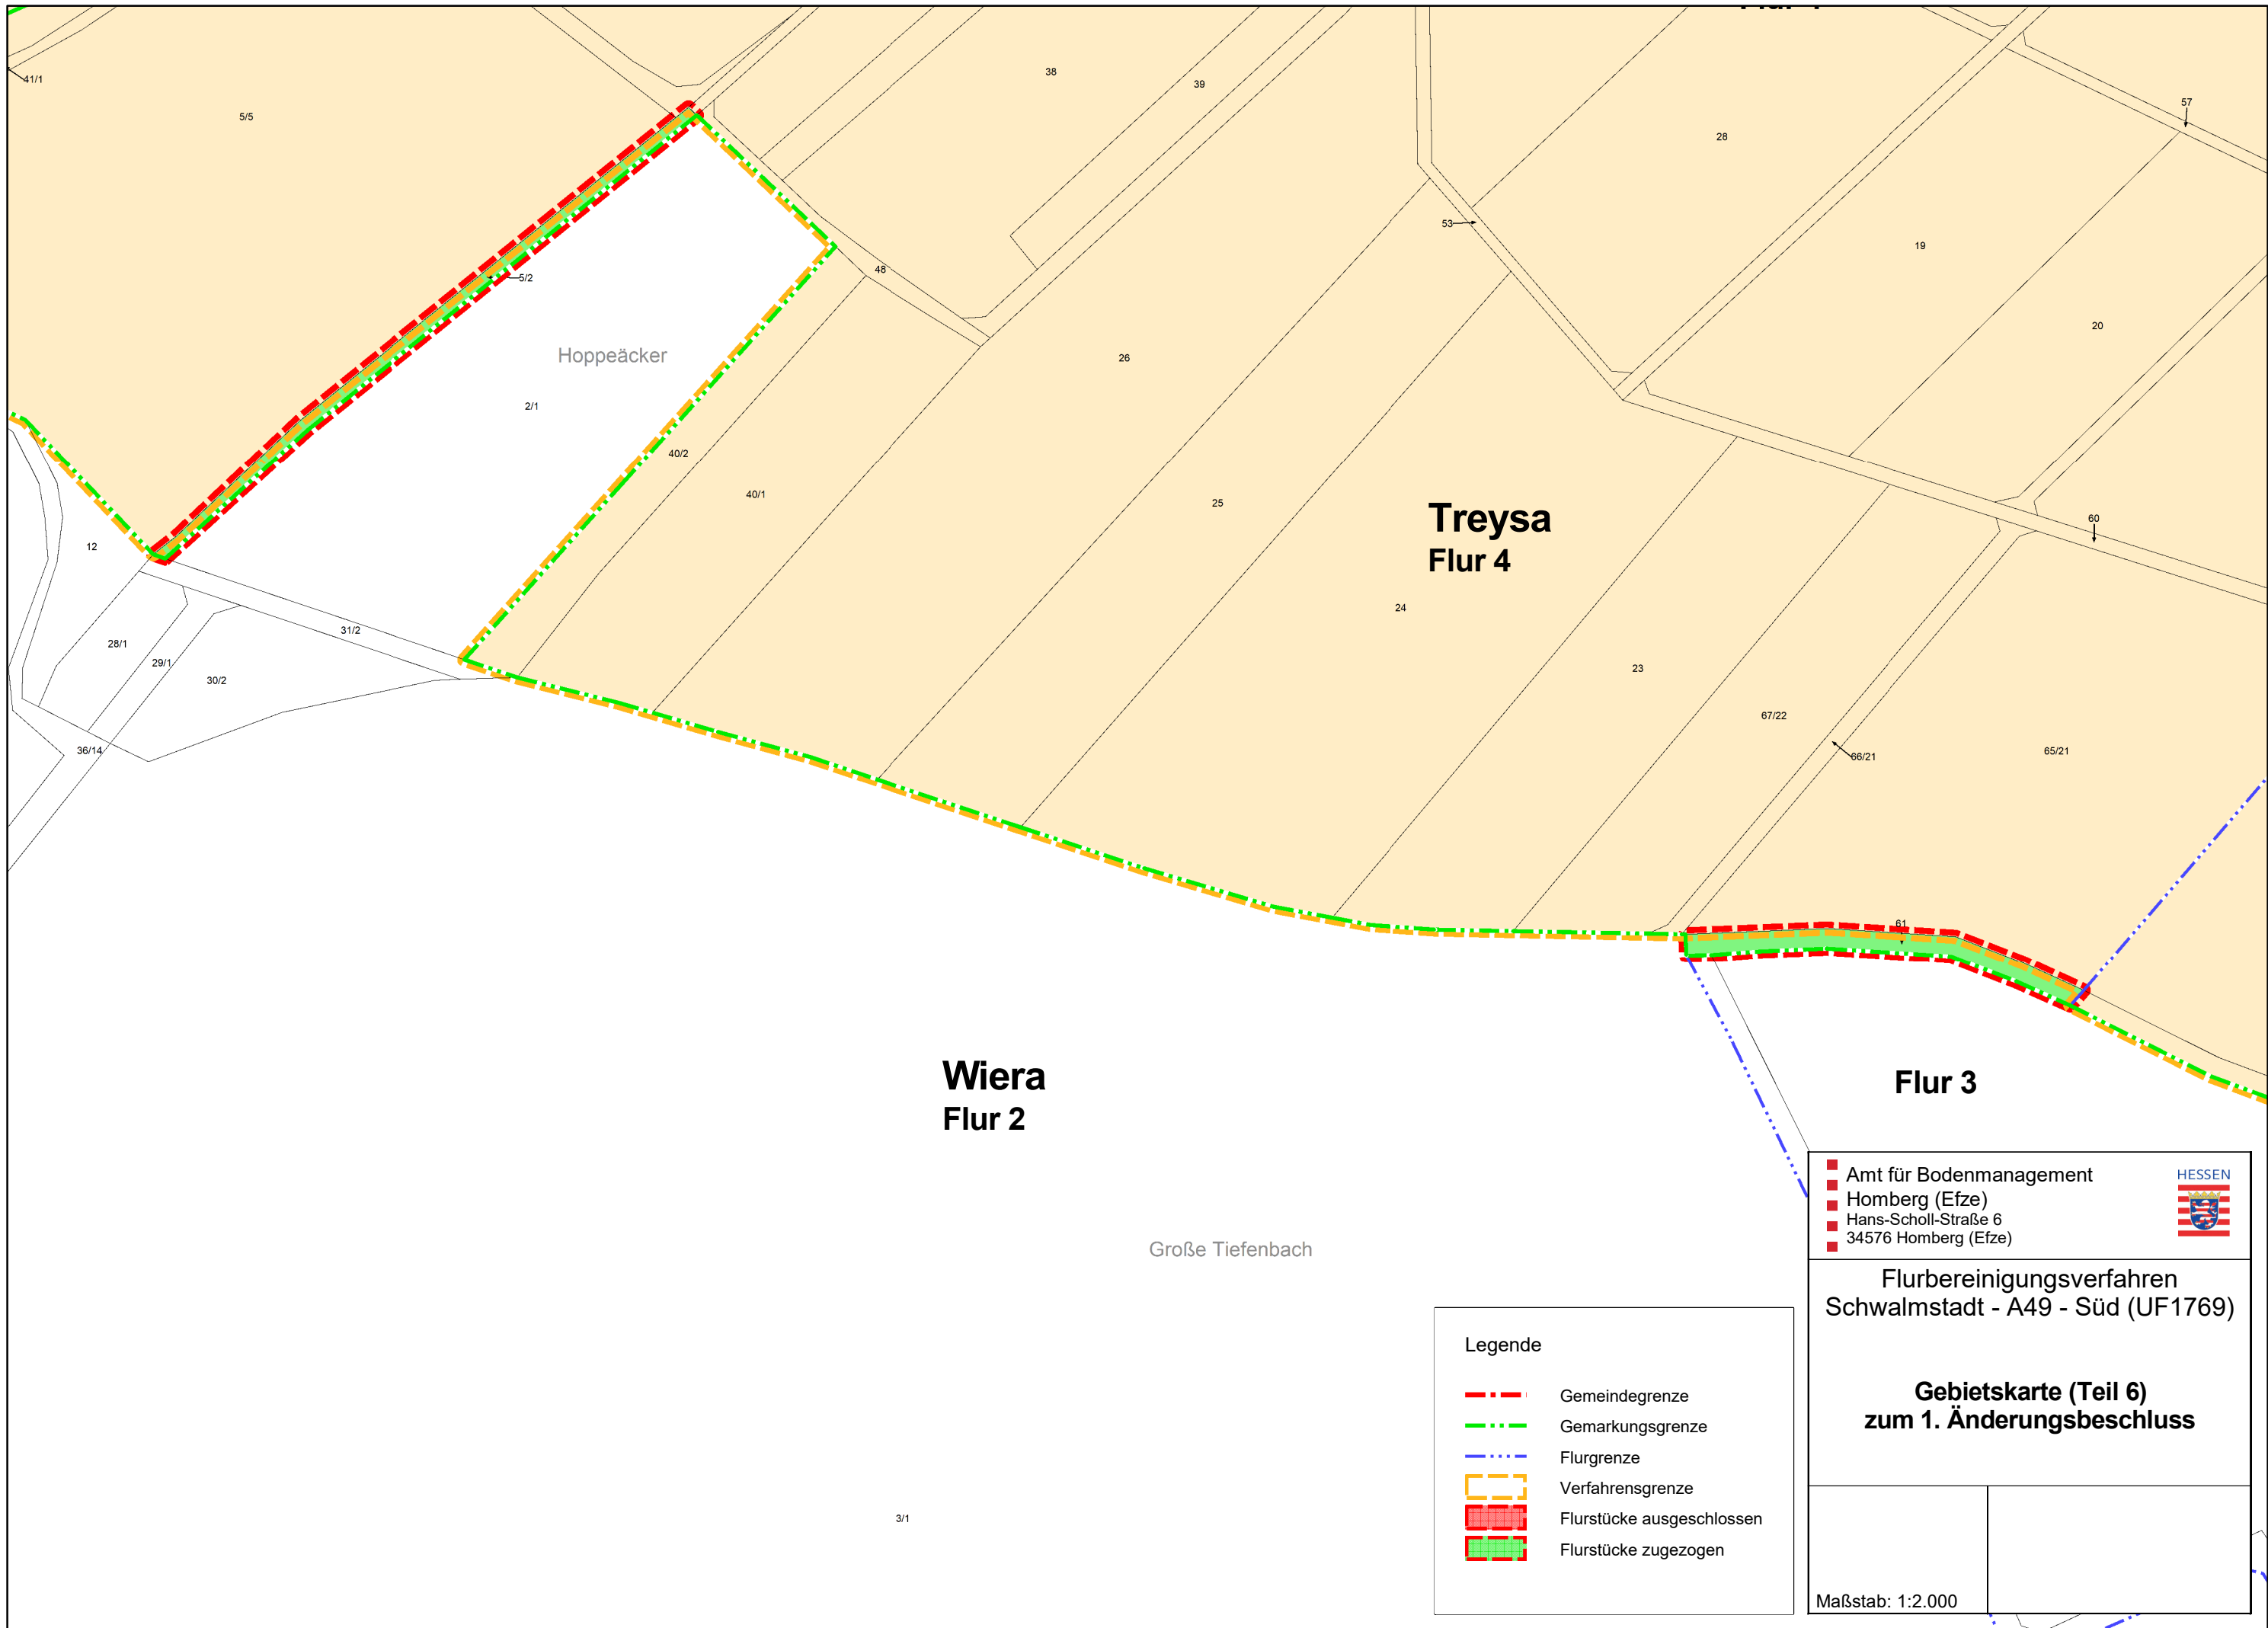 41/1
5/5
38
39
57
28
53
19
5/2
48
20
26
Hoppeäcker
2/1
40/2
40/1
25
Treysa
Flur 4
60
12
24
28/1
31/2
29/1
30/2
23
67/22
36/14
66/21
65/21
61
Wiera
Flur 2
Flur 3
Große Tiefenbach
3/1
Legende
Gemeindegrenze
Gemarkungsgrenze
Flurgrenze
Verfahrensgrenze
Flurstücke ausgeschlossen
Flurstücke zugezogen
Amt für Bodenmanagement
Homberg (Efze)
Hans-Scholl-Straße 6
34576 Homberg (Efze)
HESSEN
Flurbereinigungsverfahren
Schwalmstadt - A49 - Süd (UF1769)
Gebietskarte (Teil 6)
zum 1. Änderungsbeschluss
Maßstab: 1:2.000